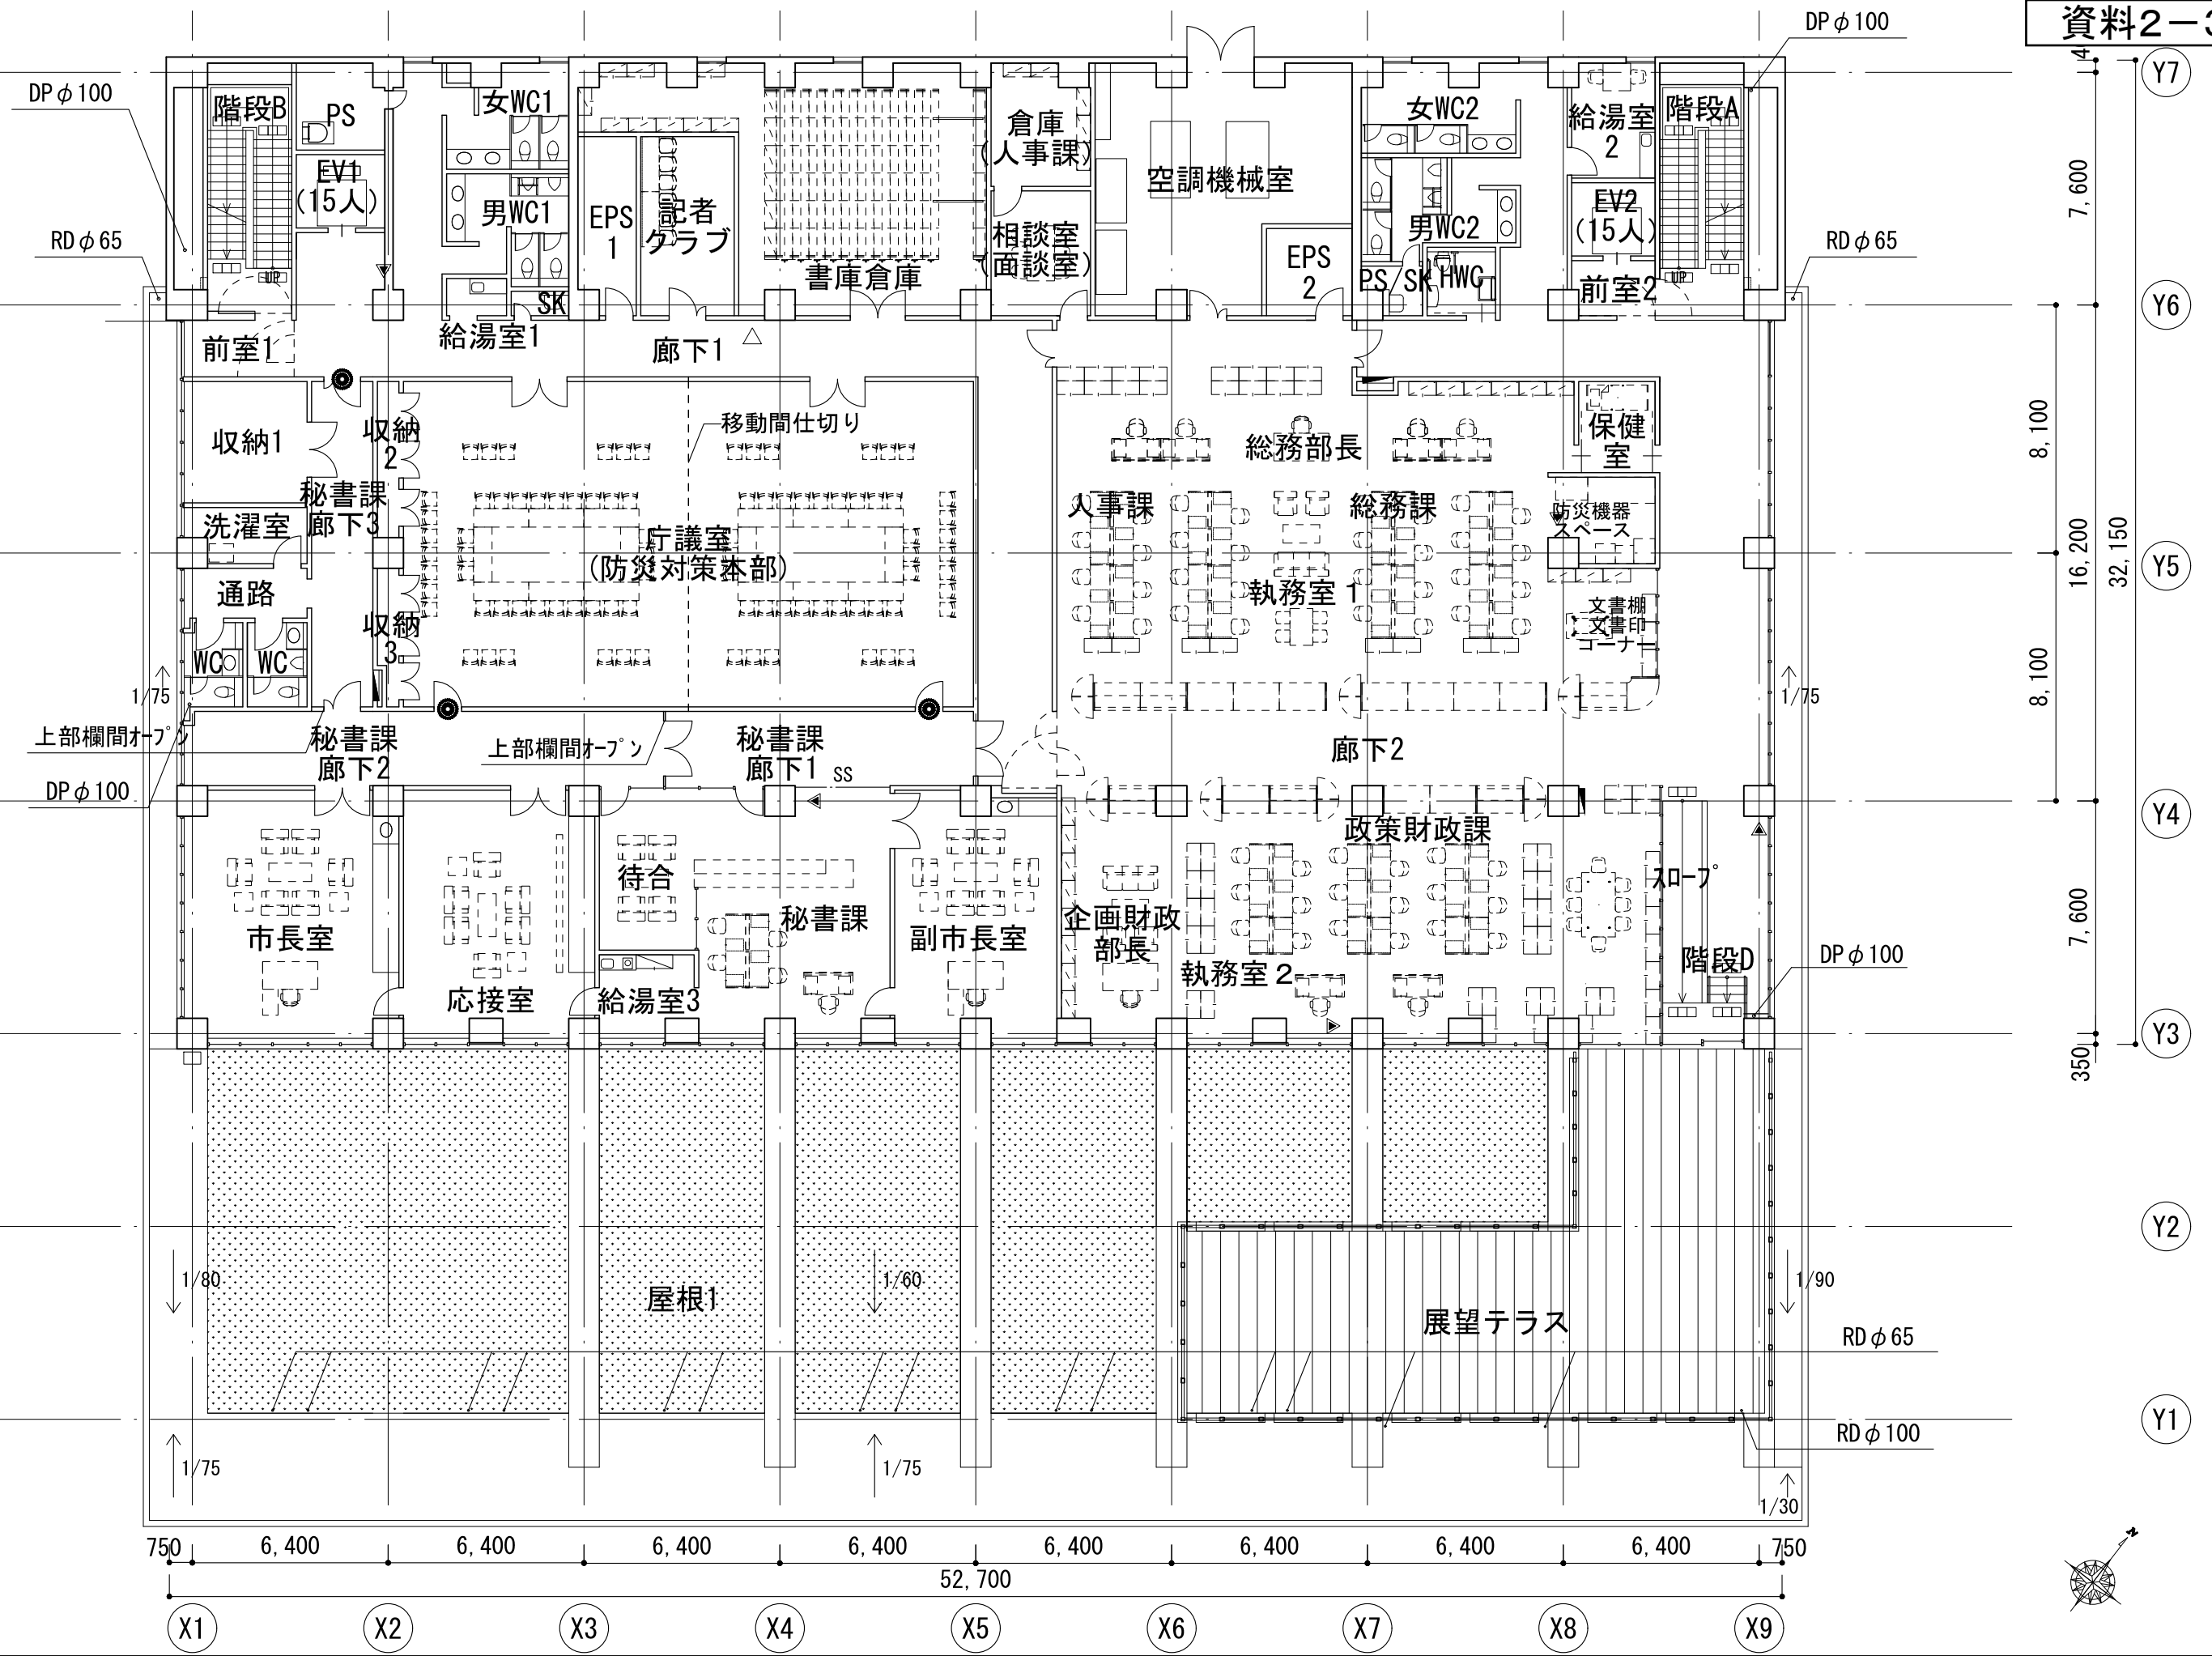 資料2-3
DPφ100
DPφ100
Y7
階段B
PS
女WC1
倉庫
(人事課)
女WC2
給湯室
2
階段A
EV1
(15人)
男WC1
EPS
1
記者
クラブ
書庫倉庫
相談室
(面談室)
空調機械室
EPS
2
男WC2
PS/SK
HWC
EV2
(15人)
前室2
RDφ65
RDφ65
UP
UP
SK
7,600
4
Y6
前室1
給湯室1
廊下1
収納1
収納
2
移動間仕切り
総務部長
保健
室
8,100
秘書課
廊下3
洗濯室
人事課
総務課
防災機器
スペース
庁議室
(防災対策本部)
執務室1
通路
収納
3
文書棚
文書印
コーナー
16,200
32,150
Y5
WC
WC
1/75
1/75
8,100
上部欄間オープン
秘書課
廊下2
上部欄間オープン
秘書課
廊下1
SS
廊下2
DPφ100
Y4
政策財政課
待合
スロープ
市長室
応接室
給湯室3
秘書課
副市長室
企画財政
部長
執務室2
階段D
DPφ100
7,600
Y3
350
Y2
1/80
屋根1
1/60
展望テラス
1/90
RDφ65
Y1
RDφ100
1/75
1/75
1/30
750
6,400
6,400
6,400
6,400
6,400
6,400
6,400
6,400
750
52,700
N
X1
X2
X3
X4
X5
X6
X7
X8
X9